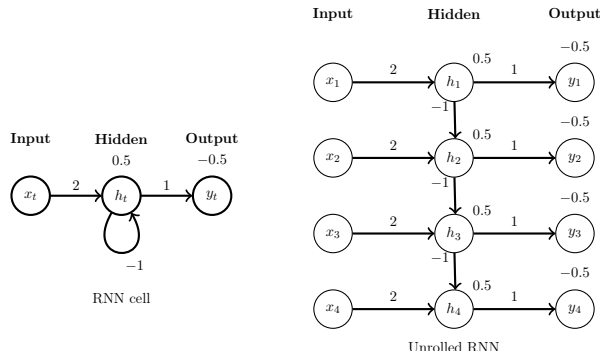 Input Hidden Output
0.5 −0.5
x_t 2 h_t 1 y_t
−1
RNN cell
Input Hidden Output
−0.5
0.5
x_1 2 h_1 1 y_1
−1
−0.5
0.5
x_2 2 h_2 1 y_2
−1
−0.5
0.5
x_3 2 h_3 1 y_3
−1
−0.5
0.5
x_4 2 h_4 1 y_4
Unrolled RNN